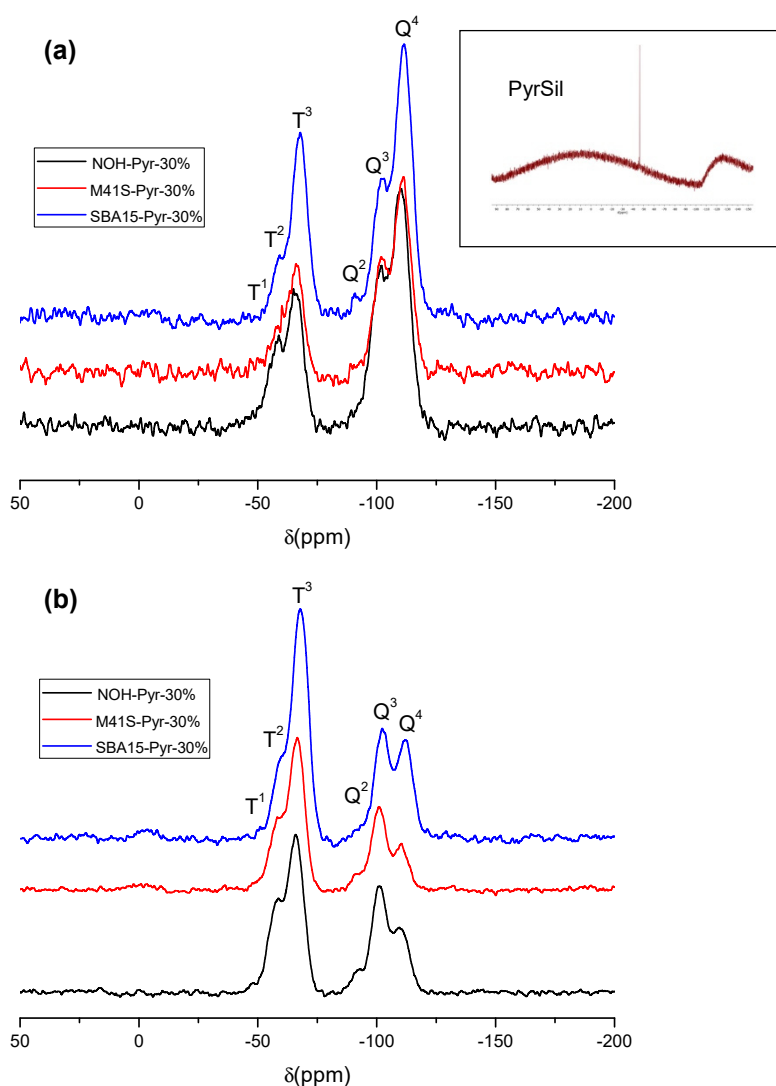 (a)
NOH-Pyr-30%
M41S-Pyr-30%
SBA15-Pyr-30%
T¹
T²
T³
Q²
Q³
Q⁴
PyrSil
50 0 -50 -100 -150 -200
δ(ppm)
(b)
NOH-Pyr-30%
M41S-Pyr-30%
SBA15-Pyr-30%
T¹
T²
T³
Q²
Q³
Q⁴
50 0 -50 -100 -150 -200
δ(ppm)